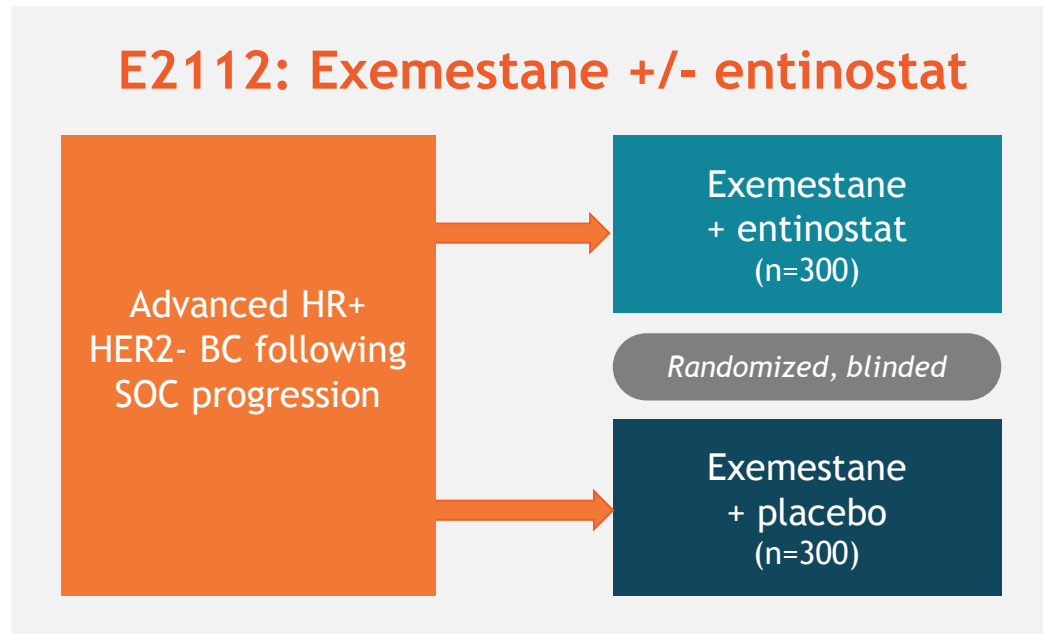 E2112: Exemestane +/- entinostat
Advanced HR+
HER2- BC following
SOC progression
Exemestane
+ entinostat
(n=300)
Randomized, blinded
Exemestane
+ placebo
(n=300)